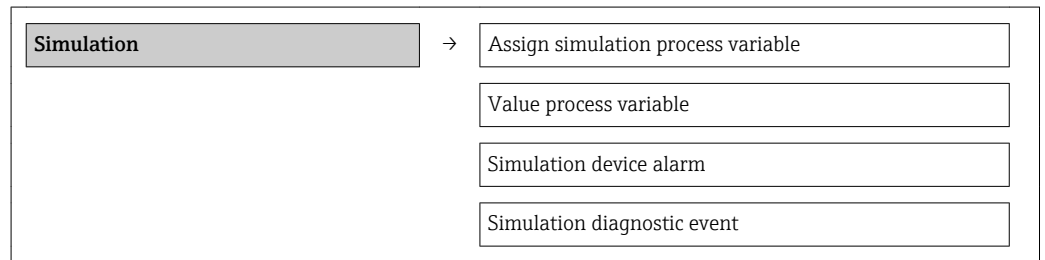 Simulation → Assign simulation process variable
Value process variable
Simulation device alarm
Simulation diagnostic event